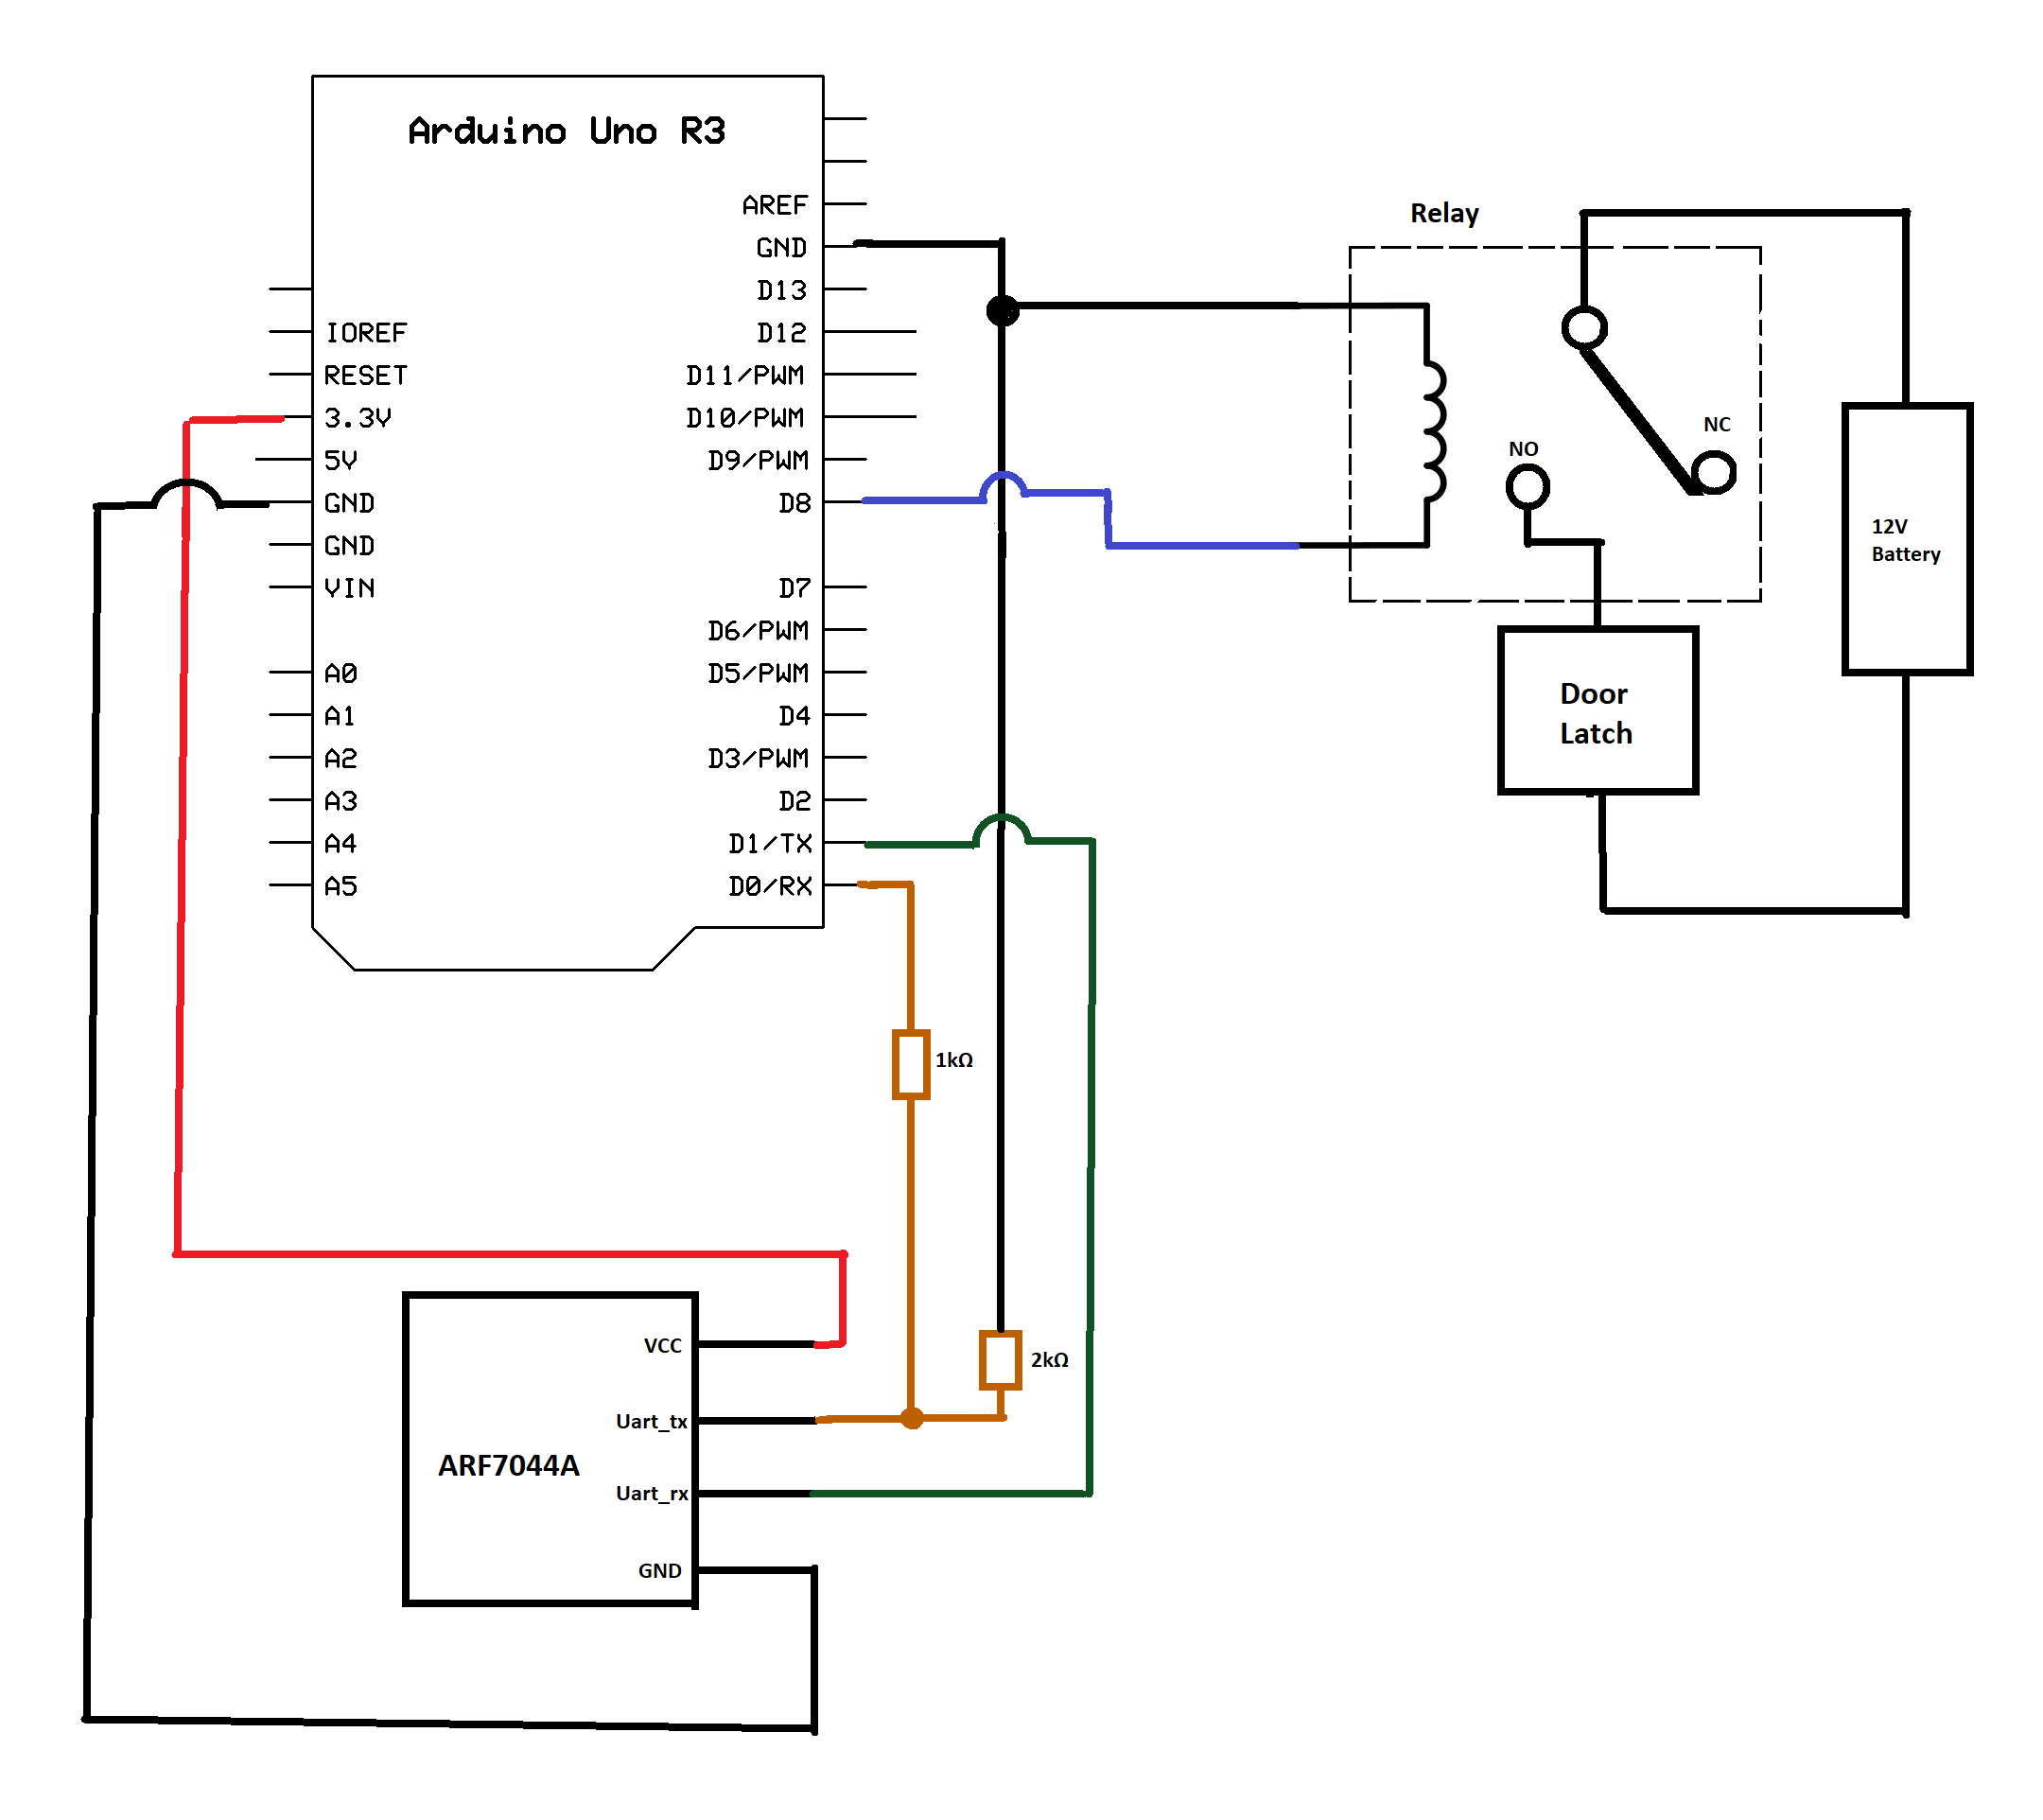 Arduino Uno R3
AREF
GND
D13
D12
D11/PWM
D10/PWM
D9/PWM
D8
D7
D6/PWM
D5/PWM
D4
D3/PWM
D2
D1/TX
D0/RX
IOREF
RESET
3.3V
5V
GND
GND
VIN
A0
A1
A2
A3
A4
A5
Relay
NO
NC
12V
Battery
Door
Latch
1kΩ
2kΩ
VCC
Uart_tx
ARF7044A
Uart_rx
GND